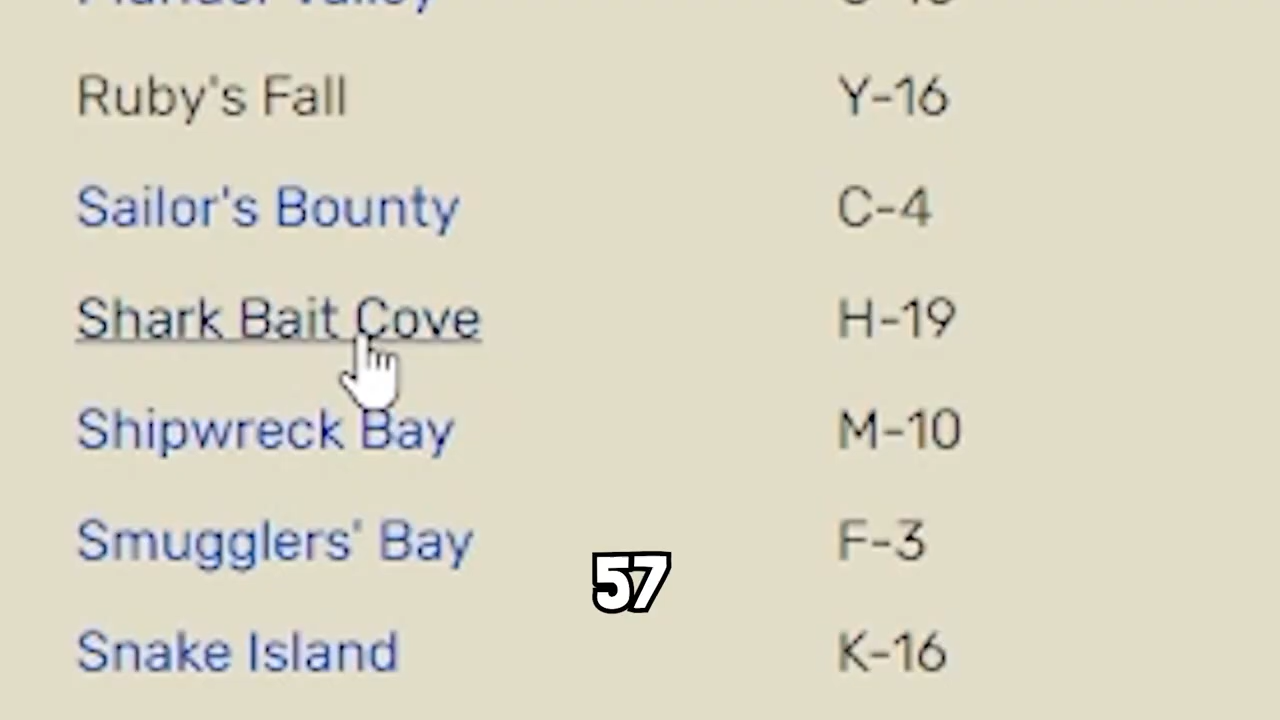 Valley
Ruby's Fall Y-16
Sailor's Bounty C-4
Shark Bait Cove H-19
Shipwreck Bay M-10
Smugglers' Bay F-3
57
Snake Island K-16